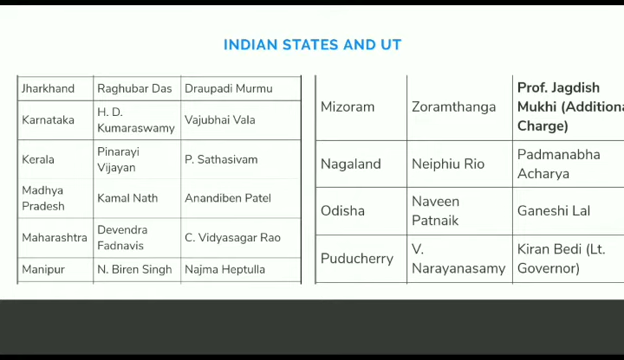 INDIAN STATES AND UT
Jharkhand Raghubar Das Draupadi Murmu
Karnataka H. D. Kumaraswamy Vajubhai Vala
Kerala Pinarayi Vijayan P. Sathasivam
Madhya Pradesh Kamal Nath Anandiben Patel
Maharashtra Devendra Fadnavis C. Vidyasagar Rao
Manipur N. Biren Singh Najma Heptulla
Mizoram Zoramthanga Prof. Jagdish Mukhi (Additiona Charge)
Nagaland Neiphiu Rio Padmanabha Acharya
Odisha Naveen Patnaik Ganeshi Lal
Puducherry V. Narayanasamy Kiran Bedi (Lt. Governor)